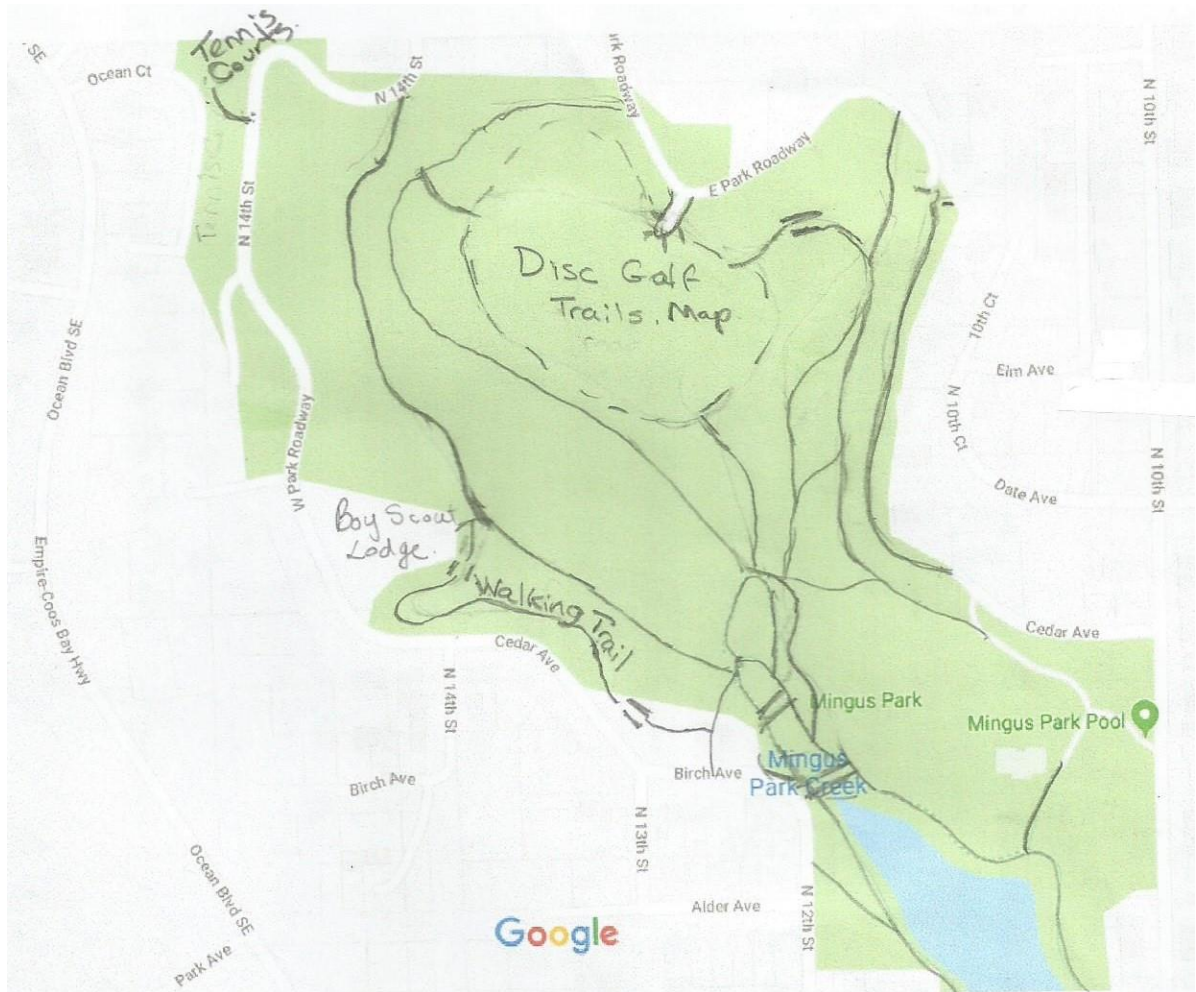 SE
Ocean Ct
Tennis
Courts
N 14th St
rk Roadway
E Park Roadway
N 10th St
Tennis
N 14th St
Disc Golf
Trails. Map
Ocean Blvd SE
10th Ct
Elm Ave
N 10th Ct
W Park Roadway
Date Ave
N 10th St
Boy Scout
Lodge.
Empire-Coos Bay Hwy
Walking Trail
Cedar Ave
Cedar Ave
N 14th St
Mingus Park
Mingus Park Pool
Mingus
Park Creek
Birch Ave
Birch Ave
N 13th St
Ocean Blvd SE
Alder Ave
N 12th St
Google
Park Ave